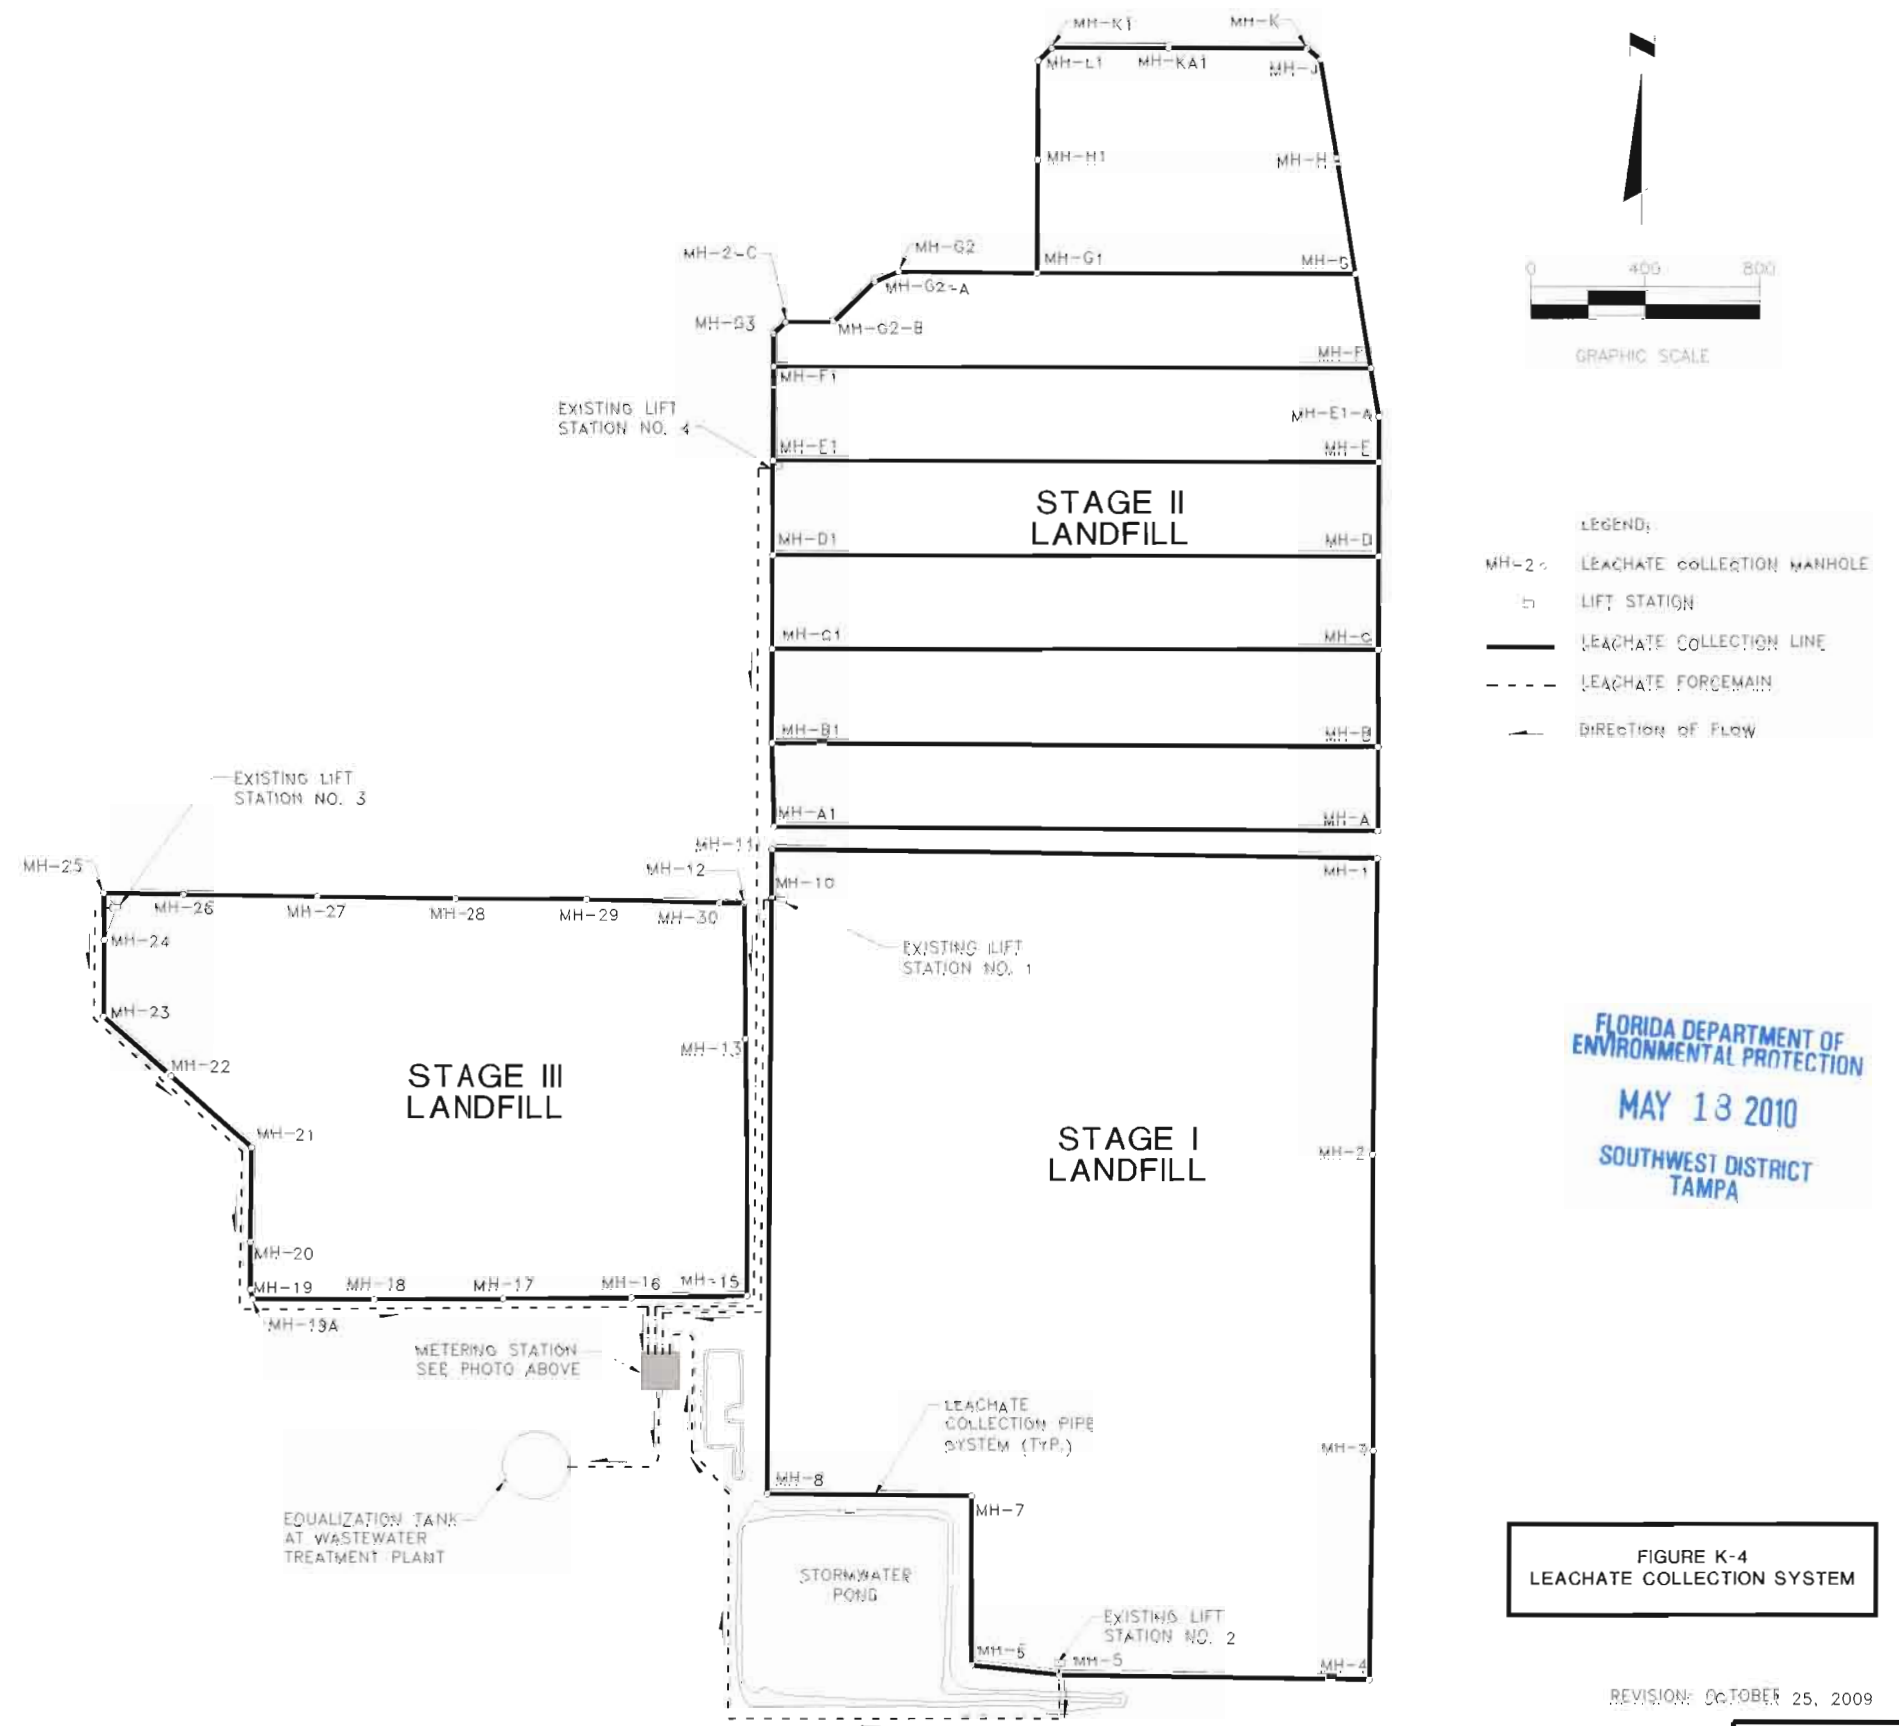 MH-K1
MH-K
MH-L1
MH-KA1
MH-J
MH-H1
MH-H
MH-2-C
MH-G2
MH-G1
MH-G
MH-G2-A
MH-G3
MH-G2-B
MH-F
MH-F1
EXISTING LIFT
STATION NO. 4
MH-E1-A
MH-E1
MH-E
STAGE II
LANDFILL
MH-D1
MH-D
MH-C1
MH-C
MH-B1
MH-B
MH-A1
MH-A
0 400 800
GRAPHIC SCALE
LEGEND:
MH-2 LEACHATE COLLECTION MANHOLE
LIFT STATION
LEACHATE COLLECTION LINE
LEACHATE FORCEMAIN
DIRECTION OF FLOW
EXISTING LIFT
STATION NO. 3
MH-11
MH-1
MH-25
MH-12
MH-10
MH-26
MH-27
MH-28
MH-29
MH-30
MH-24
EXISTING LIFT
STATION NO. 1
MH-23
MH-13
MH-22
STAGE III
LANDFILL
MH-21
STAGE I
LANDFILL
MH-2
FLORIDA DEPARTMENT OF
ENVIRONMENTAL PROTECTION
MAY 18 2010
SOUTHWEST DISTRICT
TAMPA
MH-20
MH-19
MH-18
MH-17
MH-16
MH-15
MH-19A
METERING STATION
SEE PHOTO ABOVE
LEACHATE
COLLECTION PIPE
SYSTEM (TYP.)
MH-3
MH-8
MH-7
EQUALIZATION TANK
AT WASTEWATER
TREATMENT PLANT
STORMWATER
POND
EXISTING LIFT
STATION NO. 2
MH-5
MH-4
FIGURE K-4
LEACHATE COLLECTION SYSTEM
REVISION: OCTOBER 25, 2009